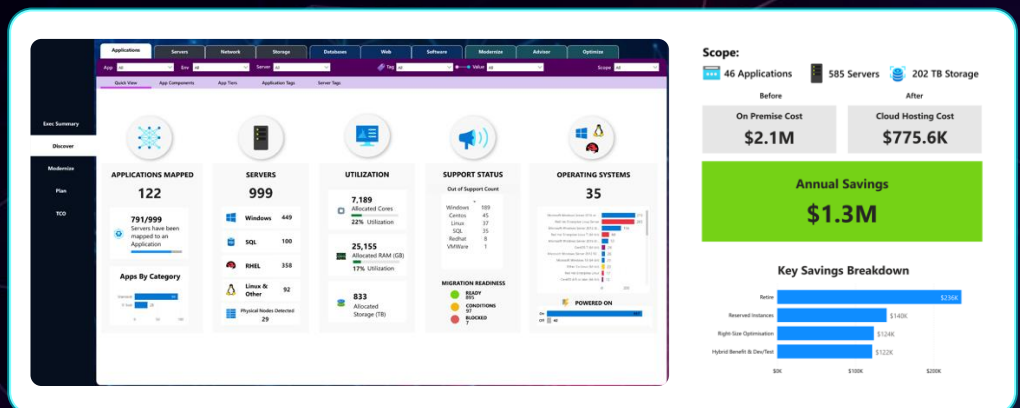 Applications Servers Network Storage Databases Web Software Modernize Adviser Optimize
App All Env All Server All Tag All Value All Scope All
Quick View App Components App Tiers Application Tags Server Tags
Exec Summary
Discover
Modernize
Plan
TCO
APPLICATIONS MAPPED
122
791/999
Servers have been
mapped to an
Application
Apps By Category
0 50 100
SERVERS
999
Windows 449
SQL 100
RHEL 358
Linux &
Other 92
Physical Nodes Detected
29
UTILIZATION
7,189
Allocated Cores
22% Utilization
25,155
Allocated RAM (GB)
17% Utilization
833
Allocated
Storage (TB)
SUPPORT STATUS
Out of Support Count
Windows 189
Centos 45
Linux 37
SQL 35
Redhat 8
VMWare 1
MIGRATION READINESS
READY
895
CONDITIONS
97
BLOCKED
7
OPERATING SYSTEMS
35
0 200
POWERED ON
On
Off
Scope:
46 Applications 585 Servers 202 TB Storage
Before After
On Premise Cost
$2.1M
Cloud Hosting Cost
$775.6K
Annual Savings
$1.3M
Key Savings Breakdown
Retire $236K
Reserved Instances $140K
Right-Size Optimisation $124K
Hybrid Benefit & Dev/Test $122K
$0K $100K $200K